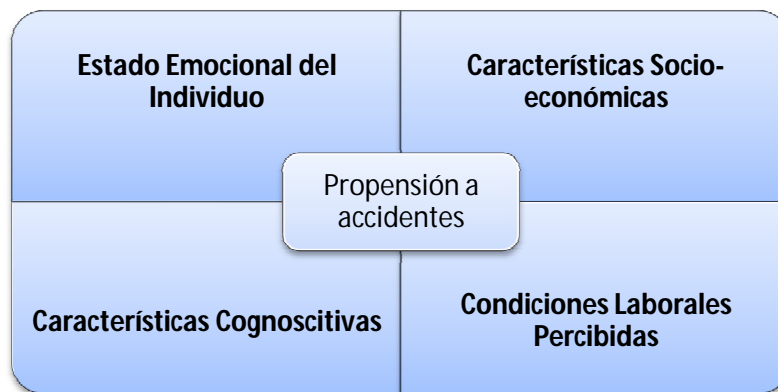 Estado Emocional del
Individuo
Características Socio-
económicas
Propensión a
accidentes
Características Cognoscitivas
Condiciones Laborales
Percibidas